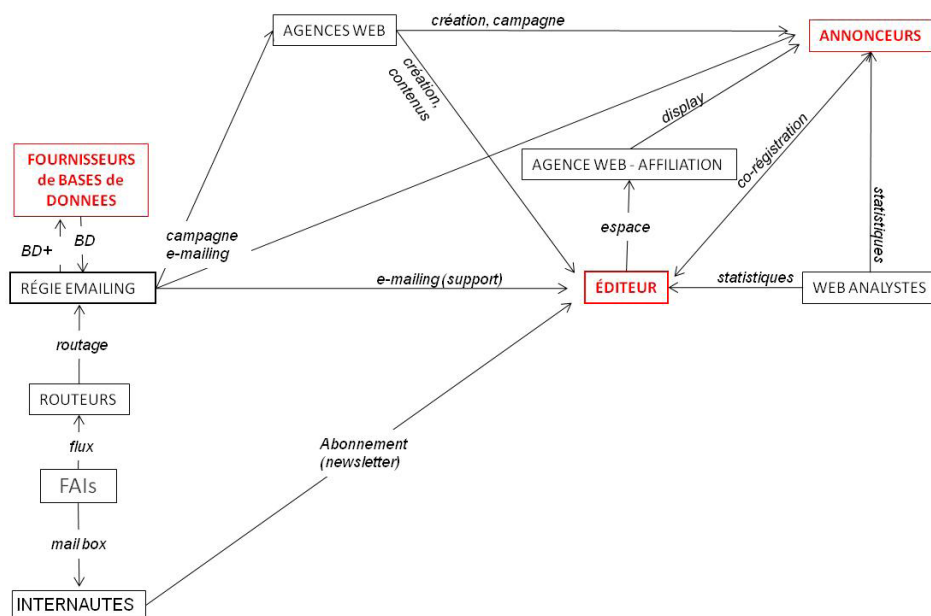 AGENCES WEB
création, campagne
ANNONCEURS
création,
contenus
display
FOURNISSEURS
de BASES de
DONNEES
AGENCE WEB - AFFILIATION
co-régistration
statistiques
BD+
BD
campagne
e-mailing
espace
RÉGIE EMAILING
e-mailing (support)
ÉDITEUR
statistiques
WEB ANALYSTES
routage
ROUTEURS
flux
Abonnement
(newsletter)
FAIs
mail box
INTERNAUTES